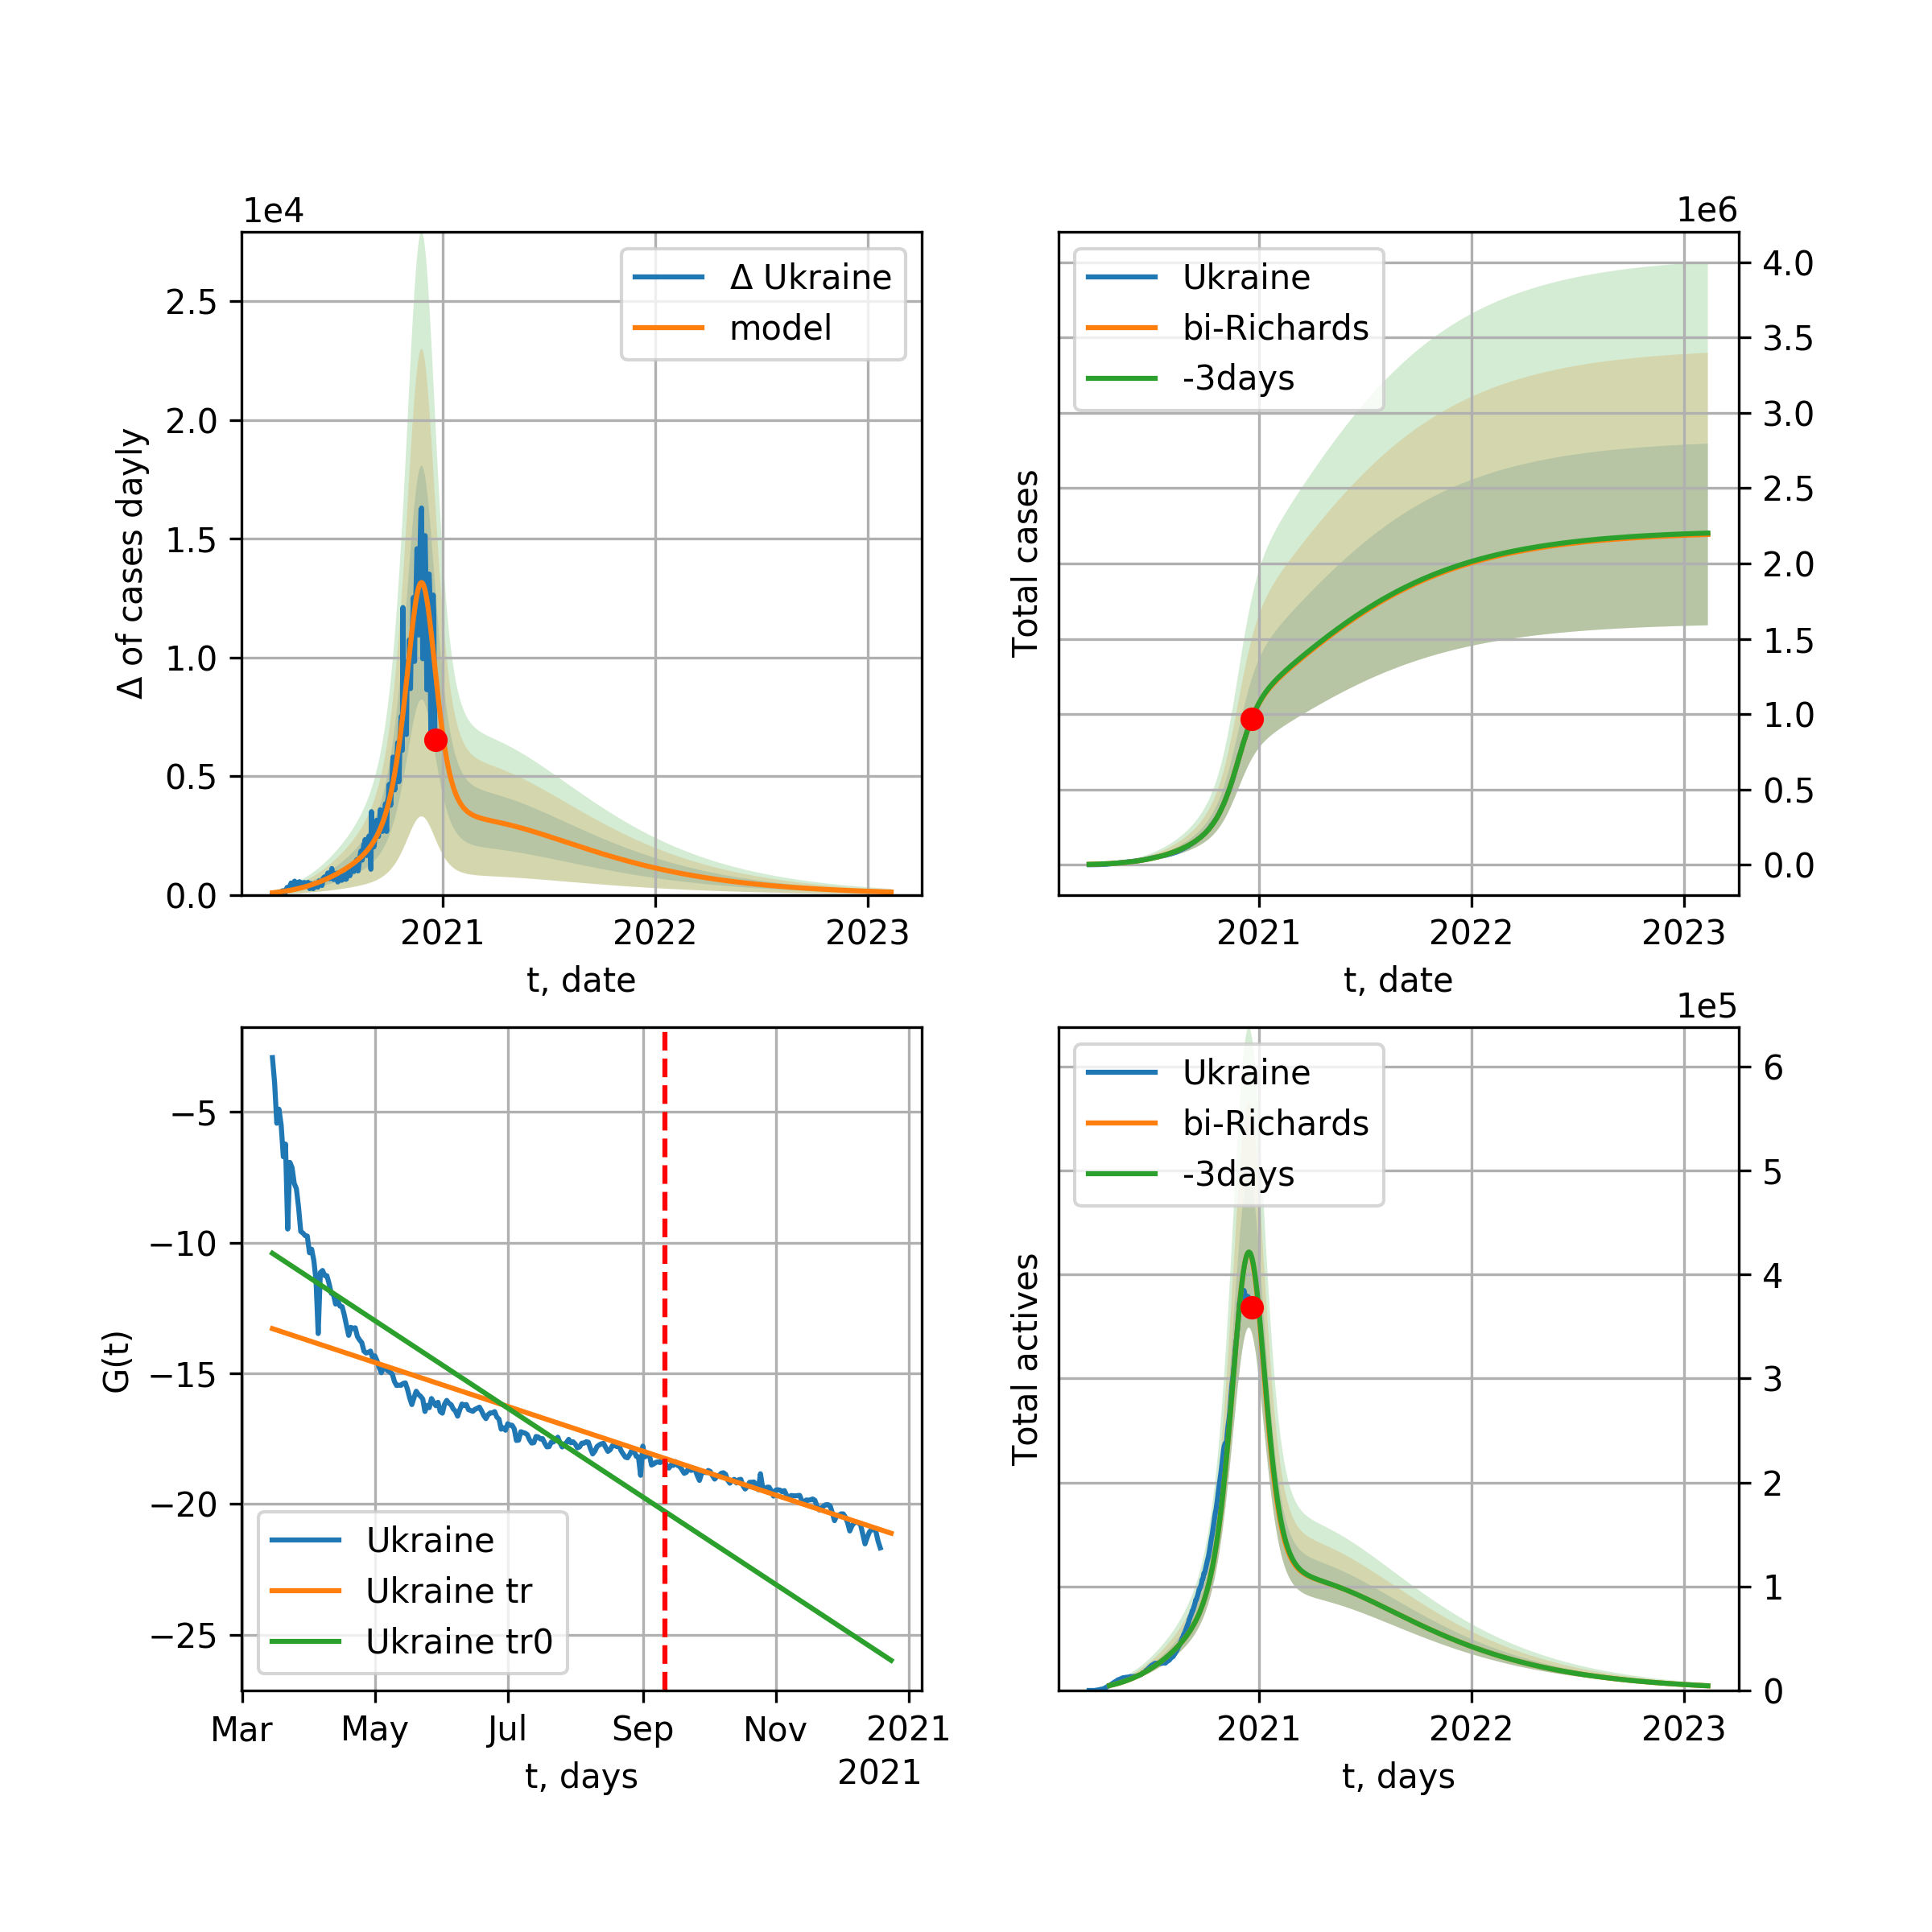 1e4
Δ of cases dayly
2.5
2.0
1.5
1.0
0.5
0.0
Δ Ukraine
model
2021 2022 2023
t, date
1e6
Total cases
Ukraine
bi-Richards
-3days
4.0
3.5
3.0
2.5
2.0
1.5
1.0
0.5
0.0
2021 2022 2023
t, date
G(t)
−5
−10
−15
−20
−25
Ukraine
Ukraine tr
Ukraine tr0
Mar May Jul Sep Nov 2021
t, days
2021
1e5
Total actives
Ukraine
bi-Richards
-3days
6
5
4
3
2
1
0
2021 2022 2023
t, days